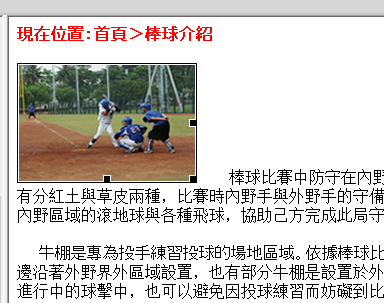 現在位置:首頁＞棒球介紹
棒球比賽中防守在內野
有分紅土與草皮兩種，比賽時內野手與外野手的守備
內野區域的滾地球與各種飛球，協助己方完成此局守
牛棚是專為投手練習投球的場地區域。依據棒球比
邊沿著外野界外區域設置，也有部分牛棚是設置於外
進行中的球擊中，也可以避免因投球練習而妨礙到比